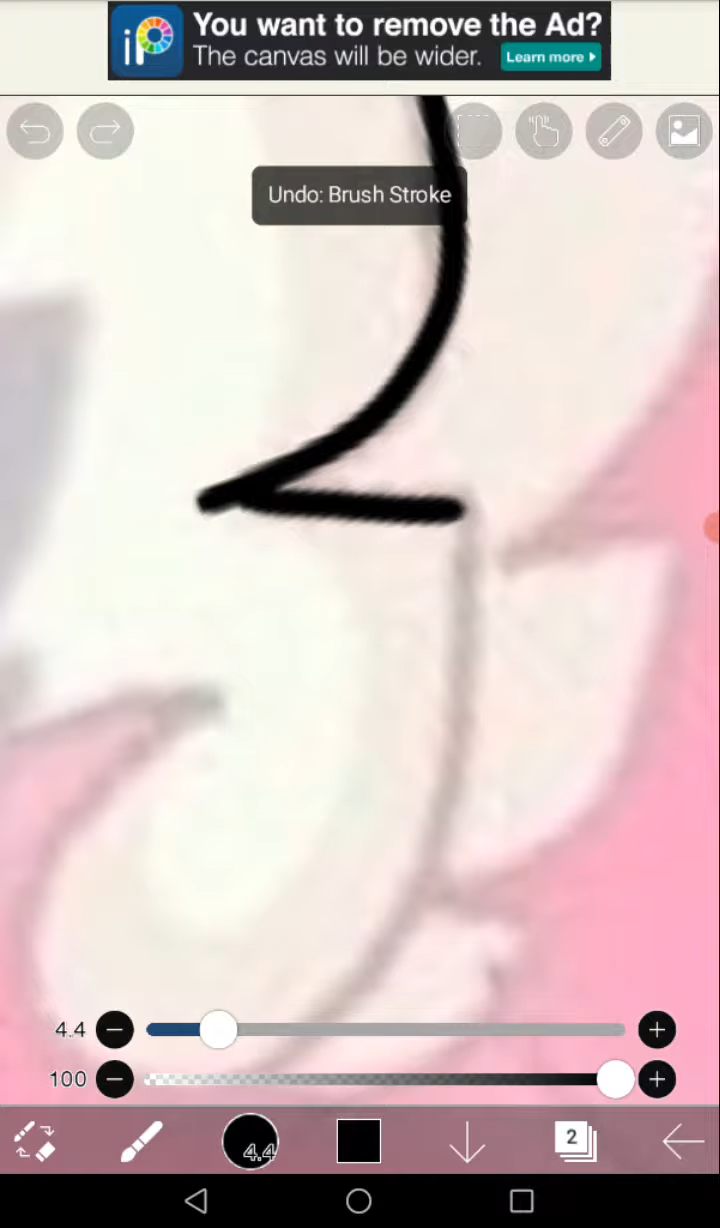 iP
You want to remove the Ad?
The canvas will be wider.
Learn more
Undo: Brush Stroke
4.4
100
4.4
2